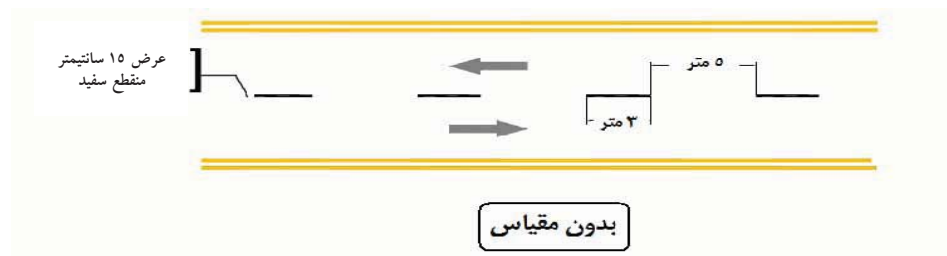 عرض ۱۵ سانتیمتر
منقطع سفید
۵ متر
۳ متر
بدون مقیاس